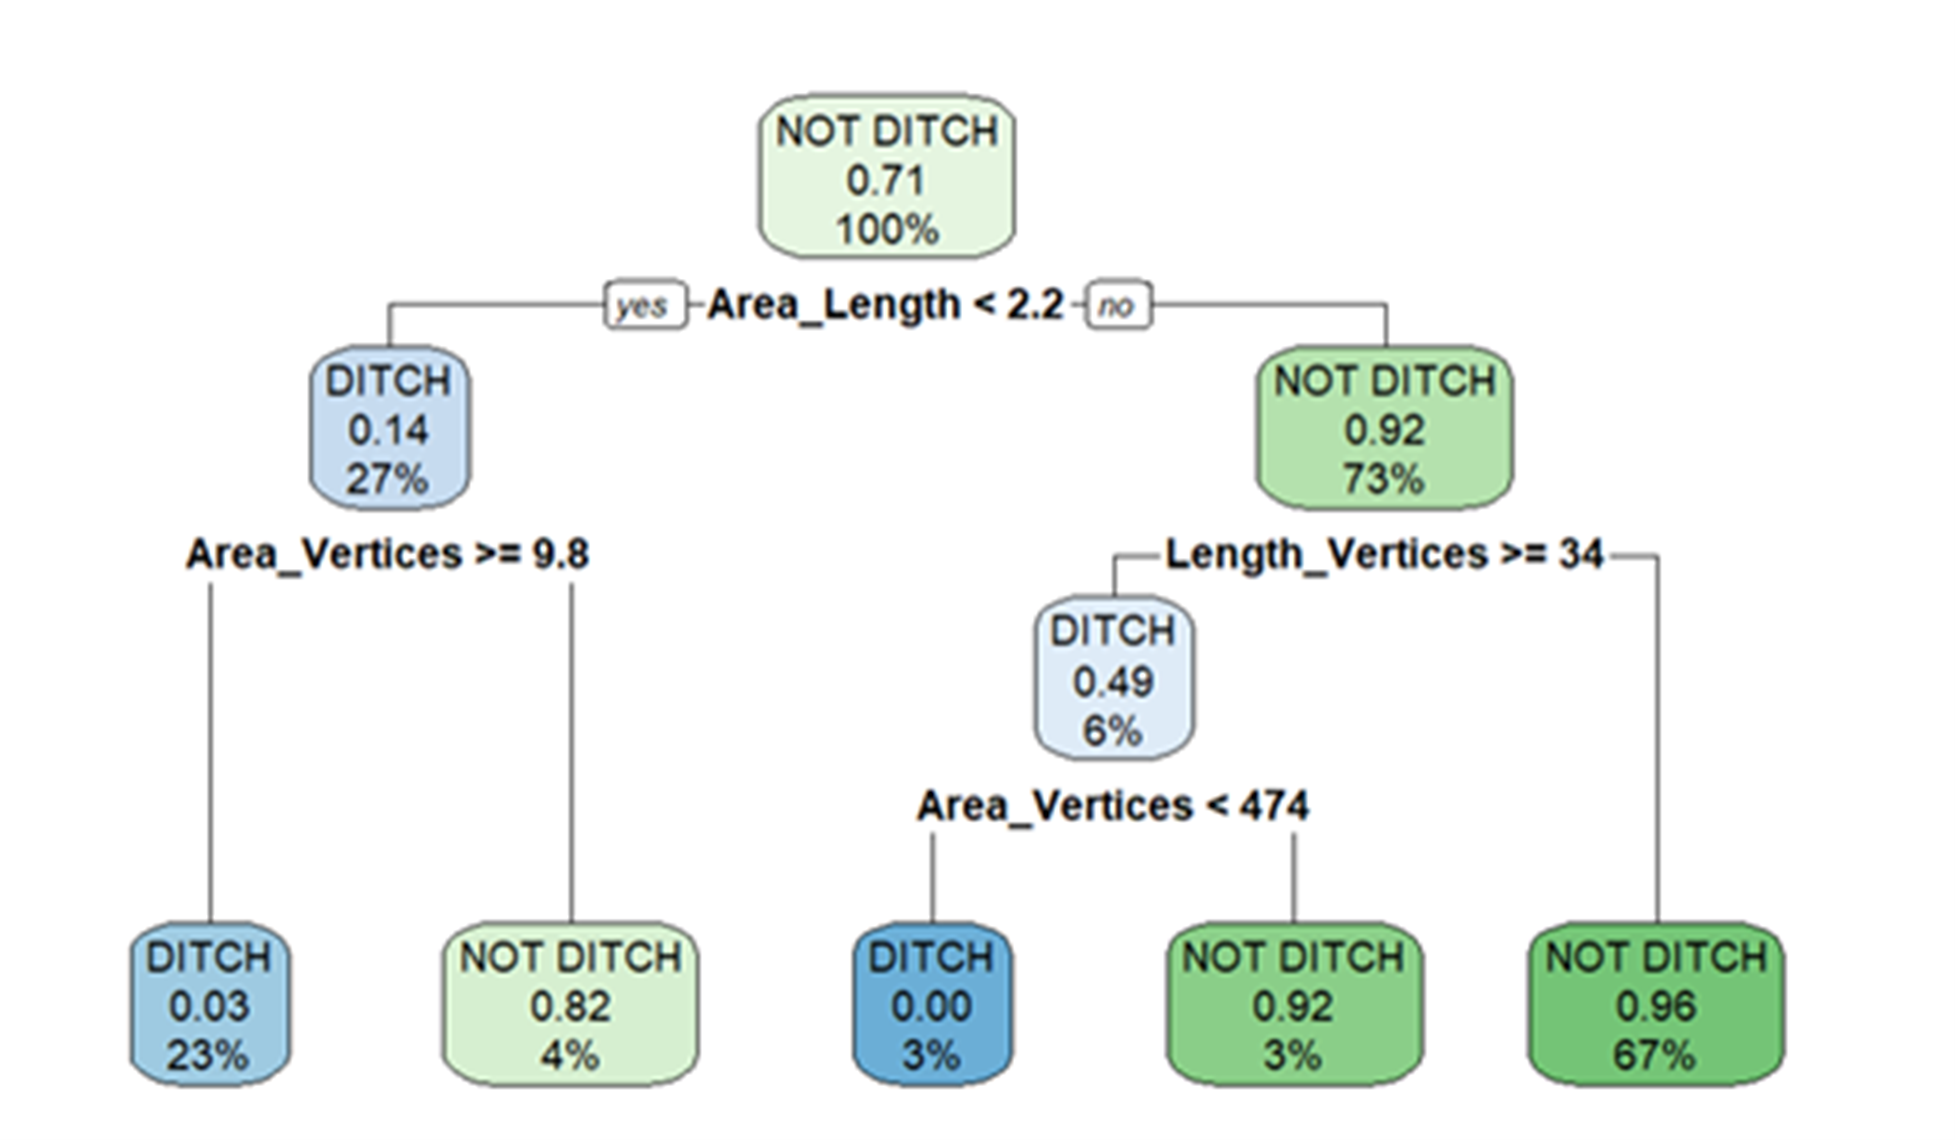 NOT DITCH
0.71
100%
yes Area_Length < 2.2 no
DITCH
0.14
27%
NOT DITCH
0.92
73%
Area_Vertices >= 9.8
Length_Vertices >= 34
DITCH
0.49
6%
Area_Vertices < 474
DITCH
0.03
23%
NOT DITCH
0.82
4%
DITCH
0.00
3%
NOT DITCH
0.92
3%
NOT DITCH
0.96
67%